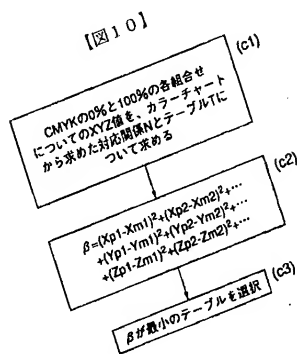 【図10】
(c1)
CMYKの0%と100%の各組合せ
についてのXYZ値を、カラーチャート
から求めた対応関係NとテーブルTに
ついて求める
(c2)
β=(Xp1-Xm1)²+(Xp2-Xm2)²+…
+(Yp1-Ym1)²+(Yp2-Ym2)²+…
+(Zp1-Zm1)²+(Zp2-Zm2)²+…
(c3)
βが最小のテーブルを選択